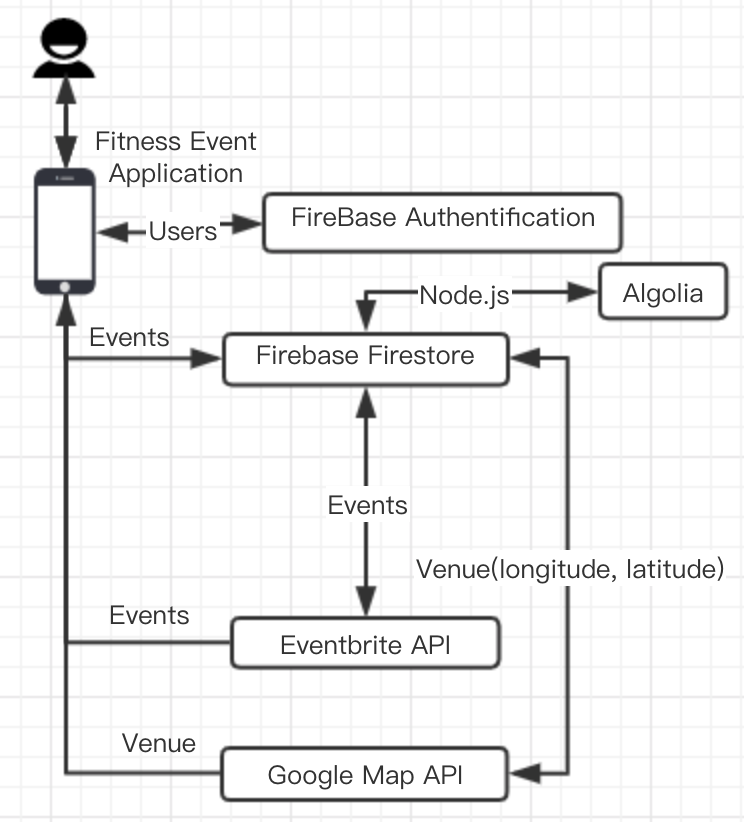 Fitness Event
Application
Users
FireBase Authentification
Node.js
Algolia
Events
Firebase Firestore
Events
Venue(longitude, latitude)
Events
Eventbrite API
Venue
Google Map API